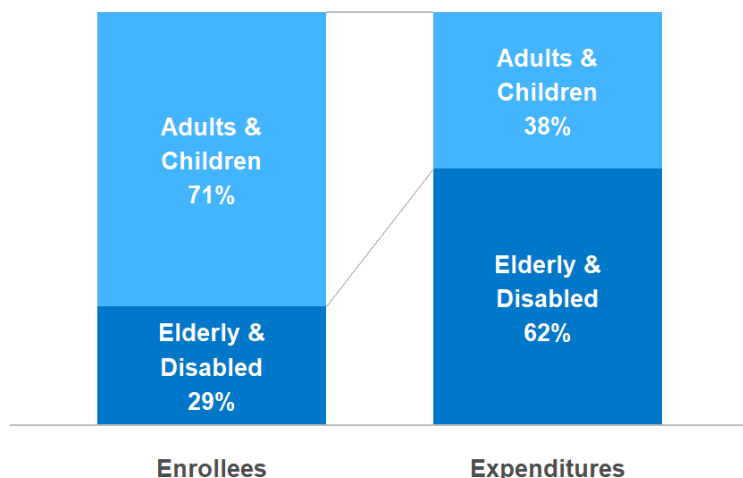 Adults &
Children
71%
Elderly &
Disabled
29%
Adults &
Children
38%
Elderly &
Disabled
62%
Enrollees
Expenditures